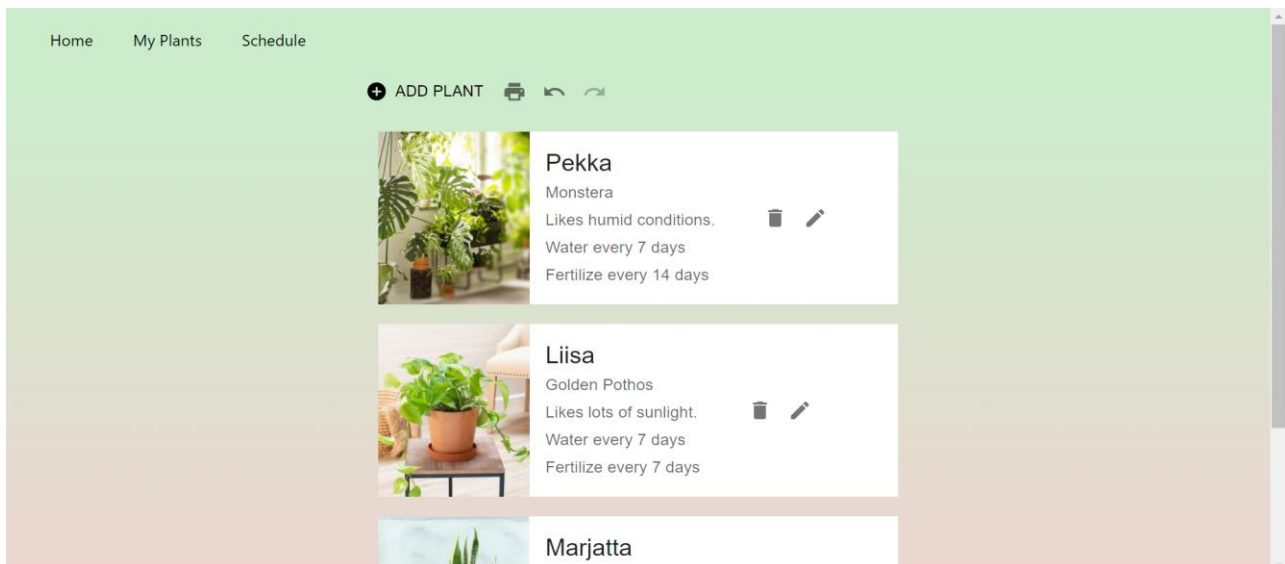 Home My Plants Schedule
ADD PLANT
Pekka
Monstera
Likes humid conditions.
Water every 7 days
Fertilize every 14 days
Liisa
Golden Pothos
Likes lots of sunlight.
Water every 7 days
Fertilize every 7 days
Marjatta